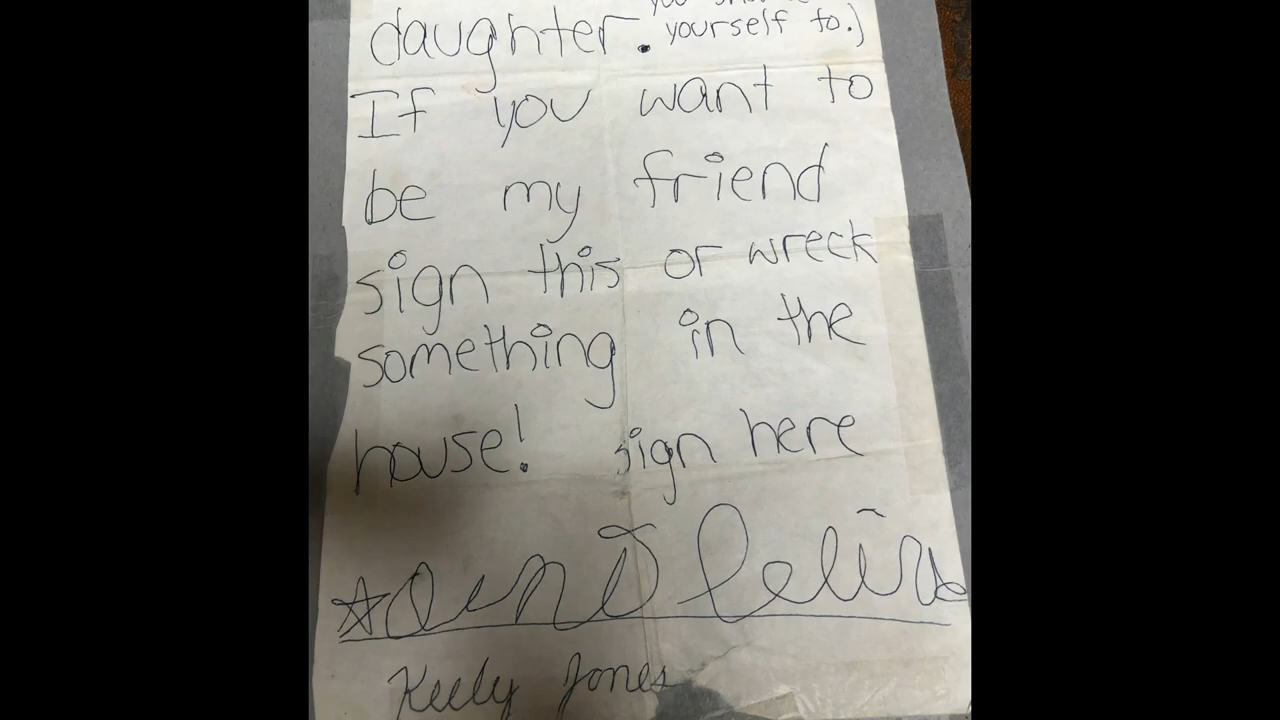 daughter. yourself to.)
If you want to
be my friend
sign this or wreck
something in the
house! sign here
Keely Jones